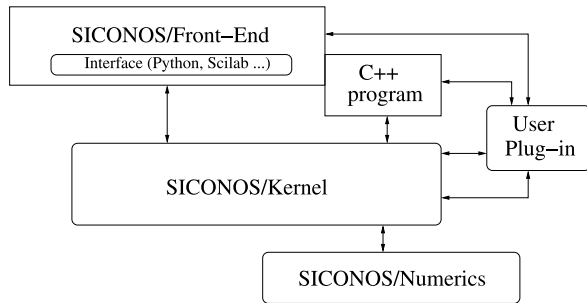 SICONOS/Front–End
Interface (Python, Scilab ...)
C++
program
User
Plug–in
SICONOS/Kernel
SICONOS/Numerics